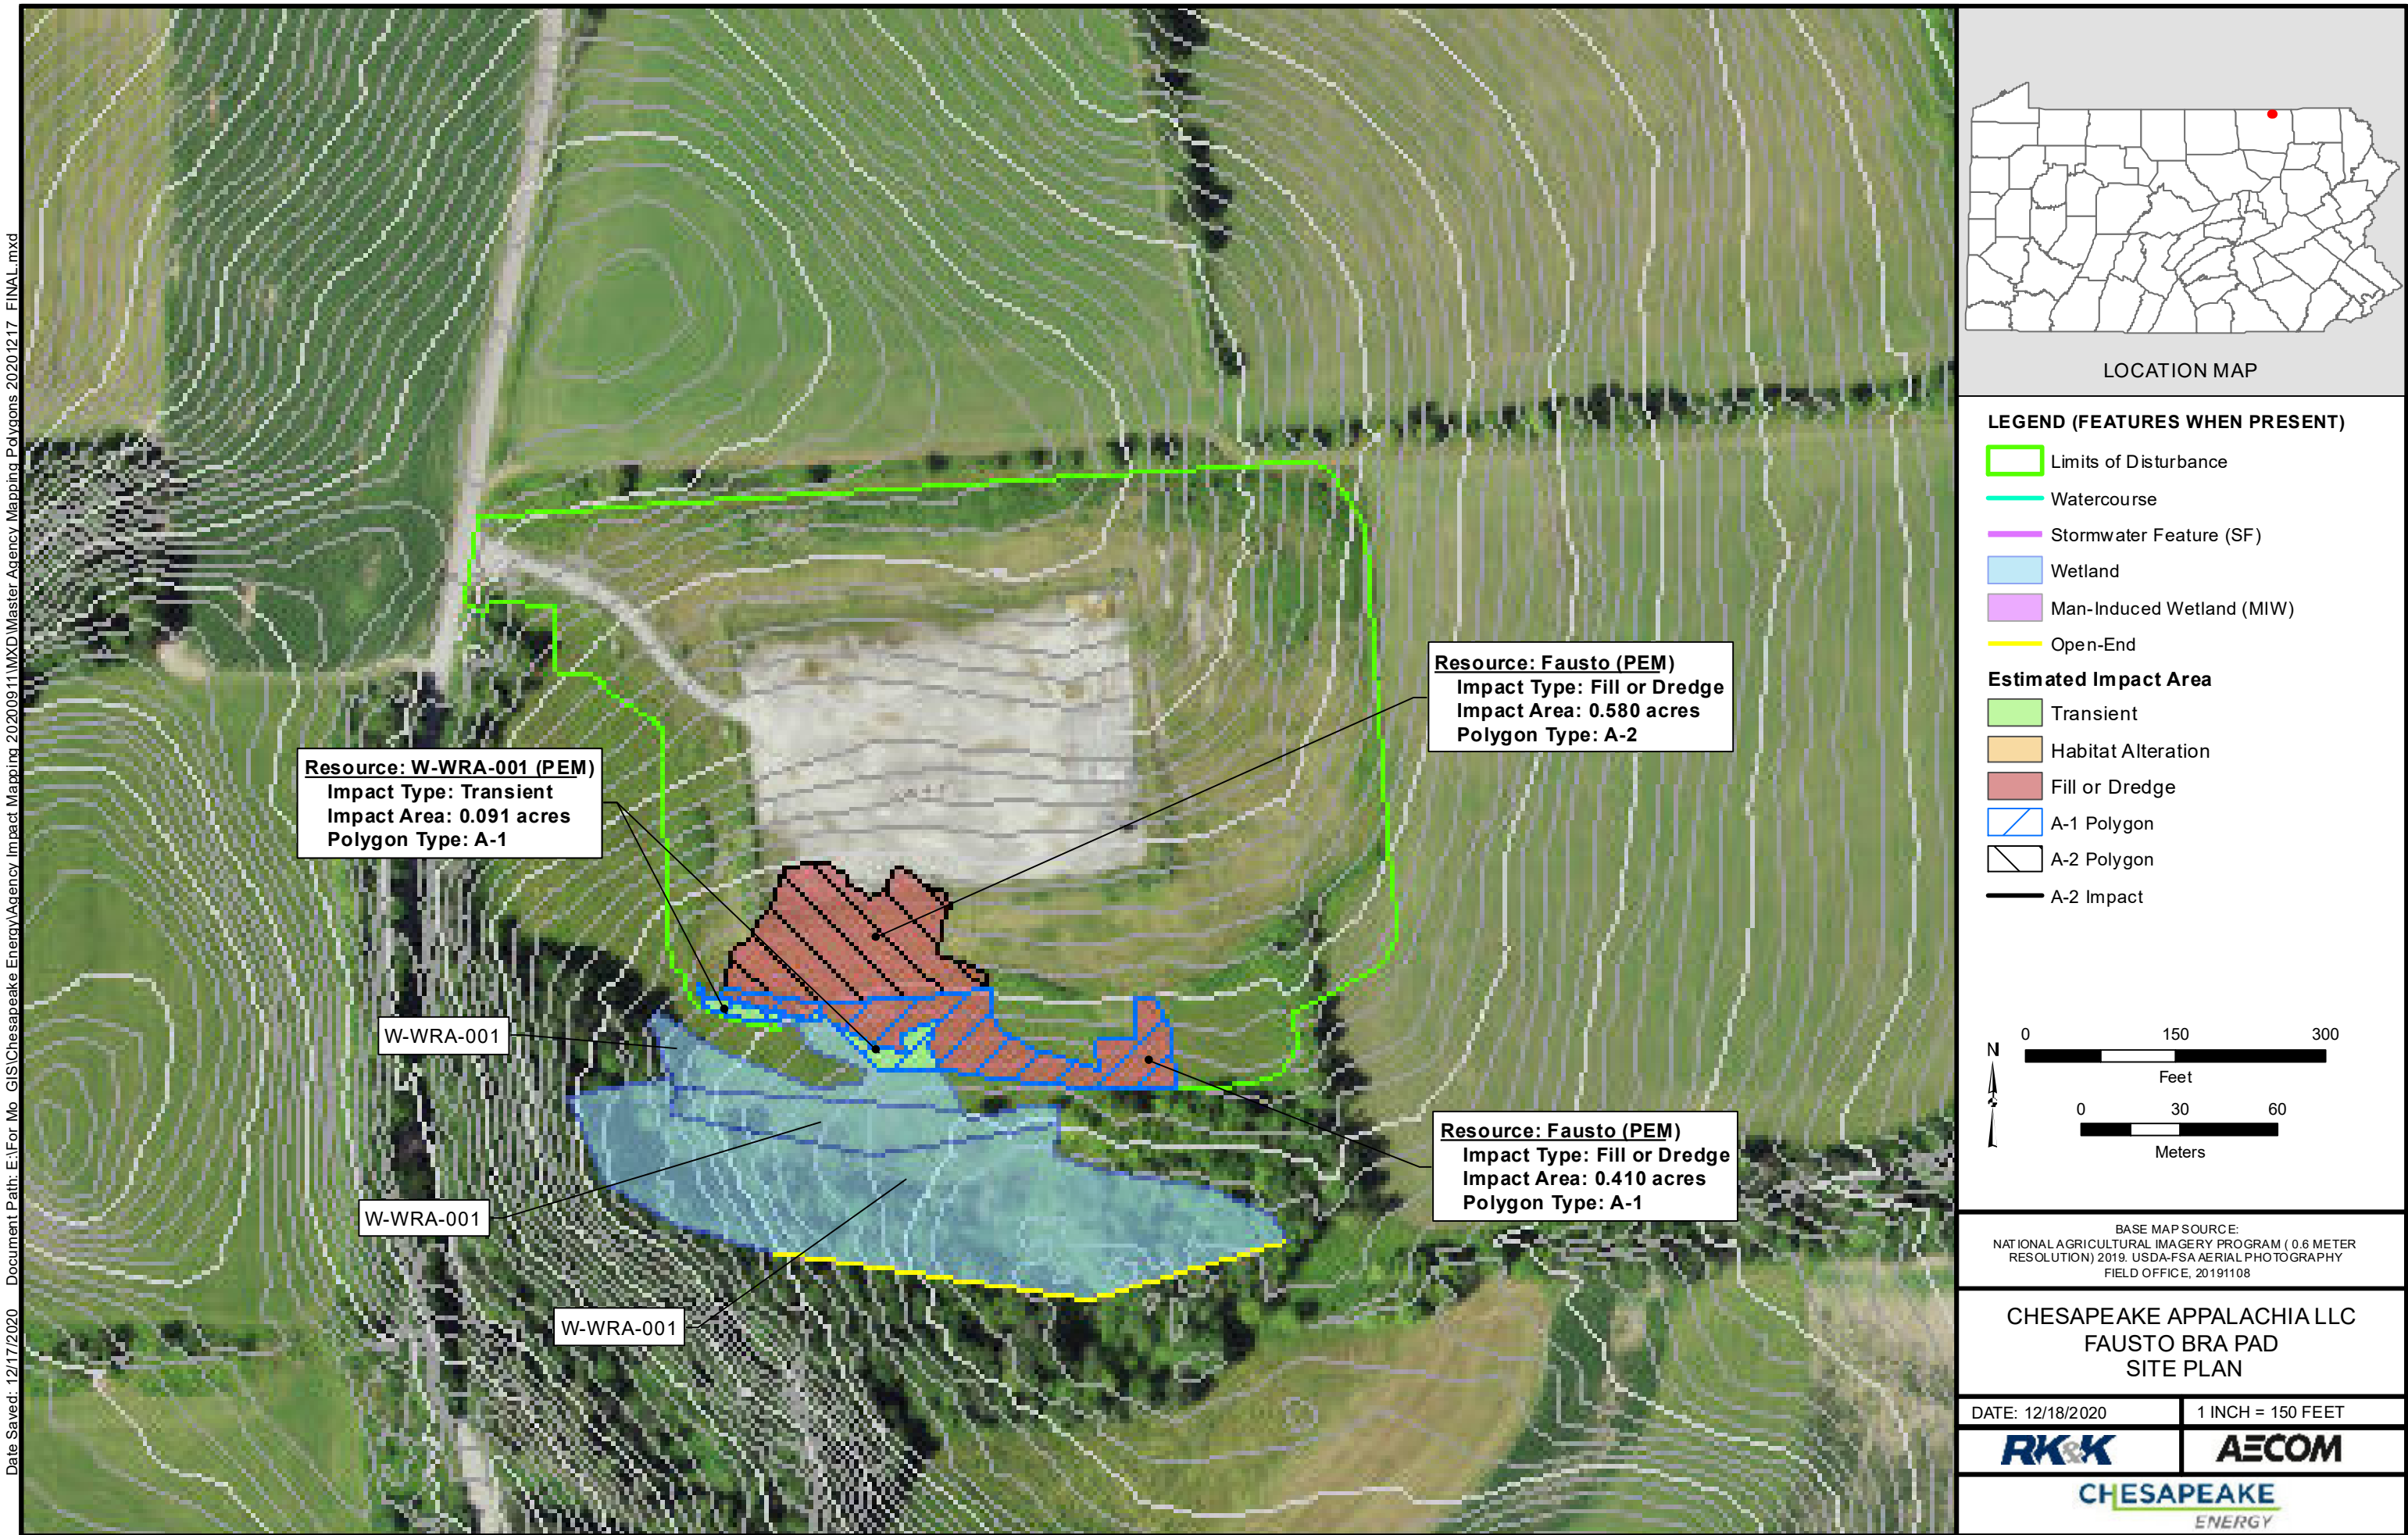 Date Saved: 12/17/2020 Document Path: E:\For Mo GIS\Chesapeake Energy\Agency Impact Mapping 20200911\MXD\Master Agency Mapping Polygons 20201217 FINAL.mxd
Resource: W-WRA-001 (PEM)
Impact Type: Transient
Impact Area: 0.091 acres
Polygon Type: A-1
Resource: Fausto (PEM)
Impact Type: Fill or Dredge
Impact Area: 0.580 acres
Polygon Type: A-2
W-WRA-001
W-WRA-001
W-WRA-001
Resource: Fausto (PEM)
Impact Type: Fill or Dredge
Impact Area: 0.410 acres
Polygon Type: A-1
LOCATION MAP
LEGEND (FEATURES WHEN PRESENT)
Limits of Disturbance
Watercourse
Stormwater Feature (SF)
Wetland
Man-Induced Wetland (MIW)
Open-End
Estimated Impact Area
Transient
Habitat Alteration
Fill or Dredge
A-1 Polygon
A-2 Polygon
A-2 Impact
N
0 150 300
Feet
0 30 60
Meters
BASE MAP SOURCE:
NATIONAL AGRICULTURAL IMAGERY PROGRAM ( 0.6 METER
RESOLUTION) 2019. USDA-FSA AERIAL PHOTOGRAPHY
FIELD OFFICE, 20191108
CHESAPEAKE APPALACHIA LLC
FAUSTO BRA PAD
SITE PLAN
DATE: 12/18/2020 1 INCH = 150 FEET
RK&K AECOM
CHESAPEAKE
ENERGY